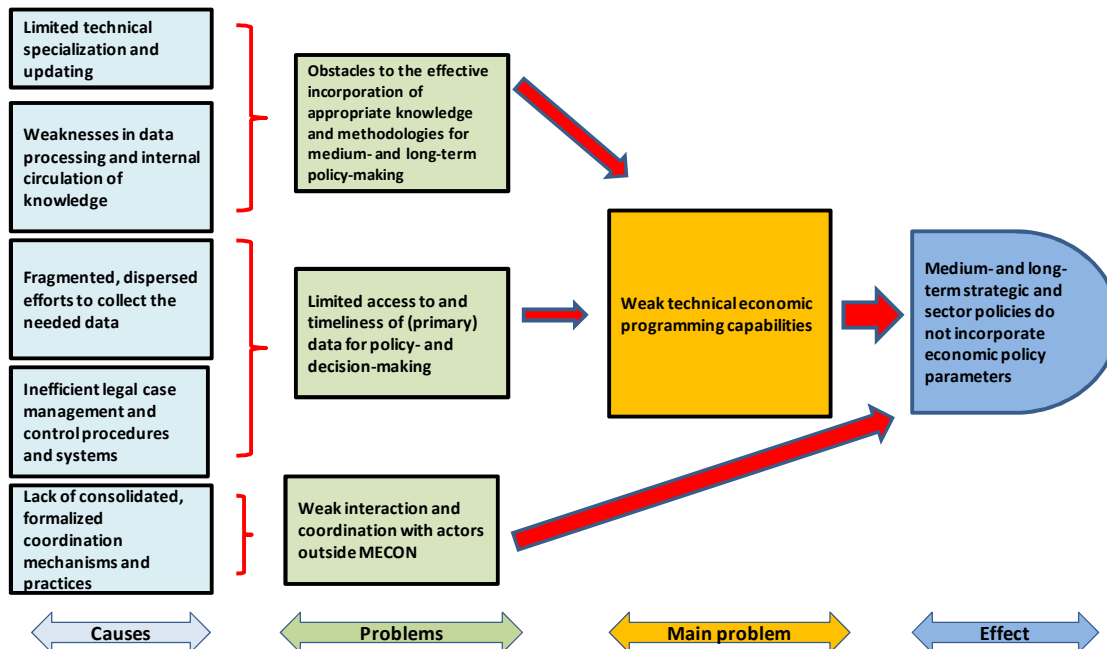 Limited technical
specialization and
updating
Weaknesses in data
processing and internal
circulation of
knowledge
Fragmented, dispersed
efforts to collect the
needed data
Inefficient legal case
management and
control procedures
and systems
Lack of consolidated,
formalized
coordination
mechanisms and
practices
Obstacles to the effective
incorporation of
appropriate knowledge
and methodologies for
medium- and long-term
policy-making
Limited access to and
timeliness of (primary)
data for policy- and
decision-making
Weak interaction and
coordination with actors
outside MECON
Weak technical economic
programming capabilities
Medium- and long-
term strategic and
sector policies do
not incorporate
economic policy
parameters
Causes
Problems
Main problem
Effect